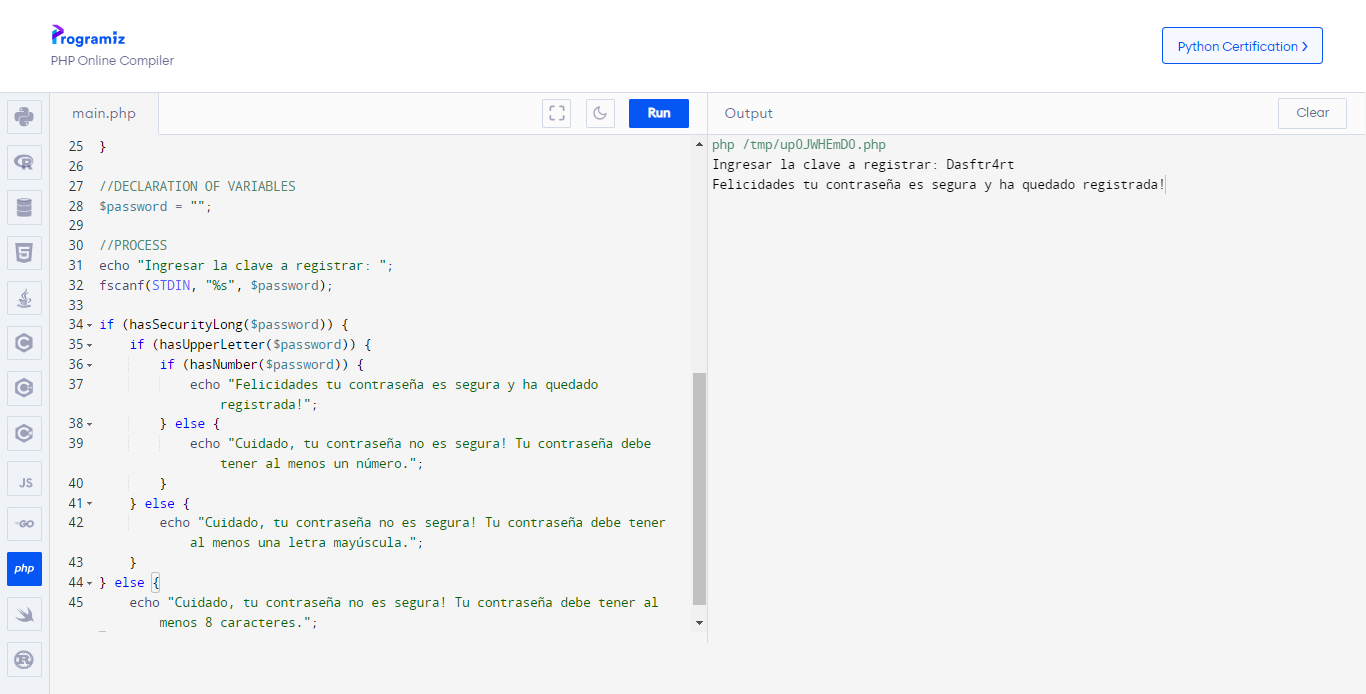 Programiz
PHP Online Compiler
Python Certification
main.php
Run
25 }
26
27 //DECLARATION OF VARIABLES
28 $password = "";
29
30 //PROCESS
31 echo "Ingresar la clave a registrar: ";
32 fscanf(STDIN, "%s", $password);
33
34 if (hasSecurityLong($password)) {
35 if (hasUpperLetter($password)) {
36 if (hasNumber($password)) {
37 echo "Felicidades tu contraseña es segura y ha quedado
registrada!";
38 } else {
39 echo "Cuidado, tu contraseña no es segura! Tu contraseña debe
tener al menos un número.";
40 }
41 } else {
42 echo "Cuidado, tu contraseña no es segura! Tu contraseña debe tener
al menos una letra mayúscula.";
43 }
44 } else {
45 echo "Cuidado, tu contraseña no es segura! Tu contraseña debe tener al
menos 8 caracteres.";
Output
Clear
php /tmp/up0JWHEmDO.php
Ingresar la clave a registrar: Dasftr4rt
Felicidades tu contraseña es segura y ha quedado registrada!
R
5
C
C
C
JS
GO
php
R